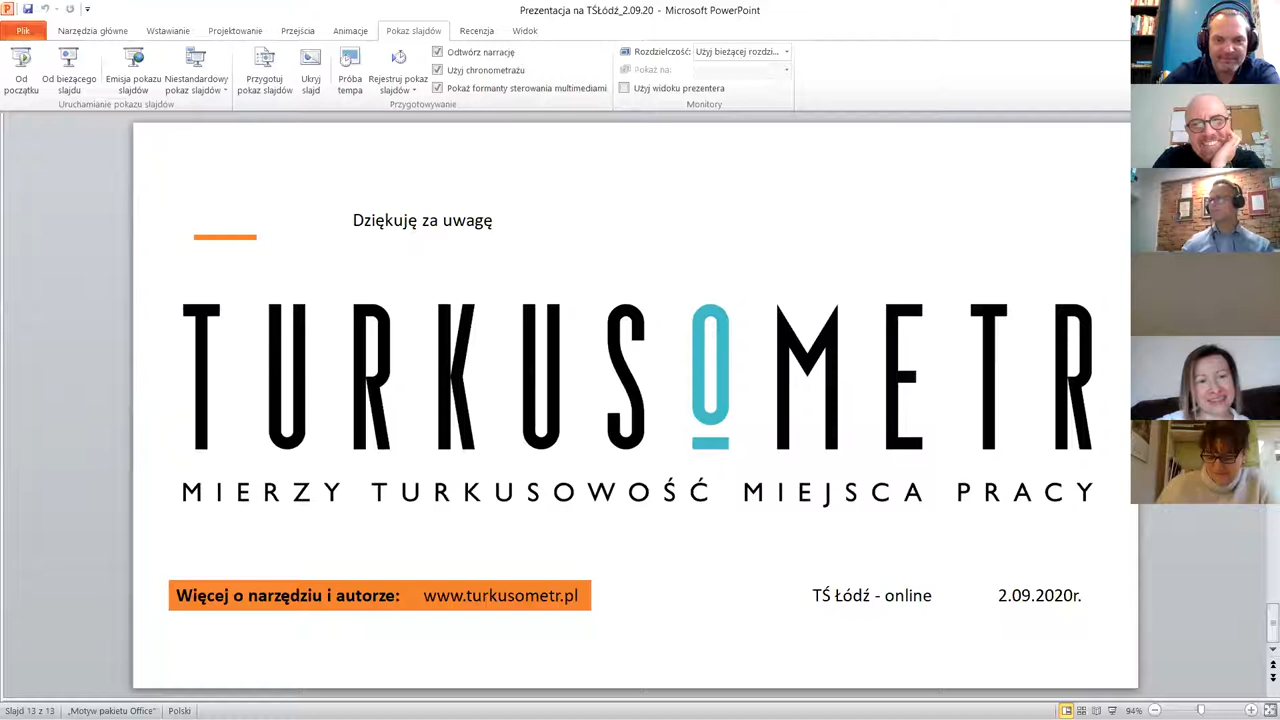 Prezentacja na TŚŁódź_2.09.20 - Microsoft PowerPoint
Plik Narzędzia główne Wstawianie Projektowanie Przejścia Animacje Pokaz slajdów Recenzja Widok
Od początku
Od bieżącego slajdu
Emisja pokazu slajdów
Niestandardowy pokaz slajdów
Uruchamianie pokazu slajdów
Przygotuj pokaz slajdów
Ukryj slajd
Próba tempa
Rejestruj pokaz slajdów
Odtwórz narrację
Użyj chronometrażu
Pokaż formanty sterowania multimediami
Przygotowywanie
Rozdzielczość: Użyj bieżącej rozdzi...
Pokaż na:
Użyj widoku prezentera
Monitory
Dziękuję za uwagę
TURKUSOMETR
MIERZY TURKUSOWOŚĆ MIEJSCA PRACY
Więcej o narzędziu i autorze: www.turkusometr.pl
TŚ Łódź - online 2.09.2020r.
Slajd 13 z 13 „Motyw pakietu Office" Polski 94%